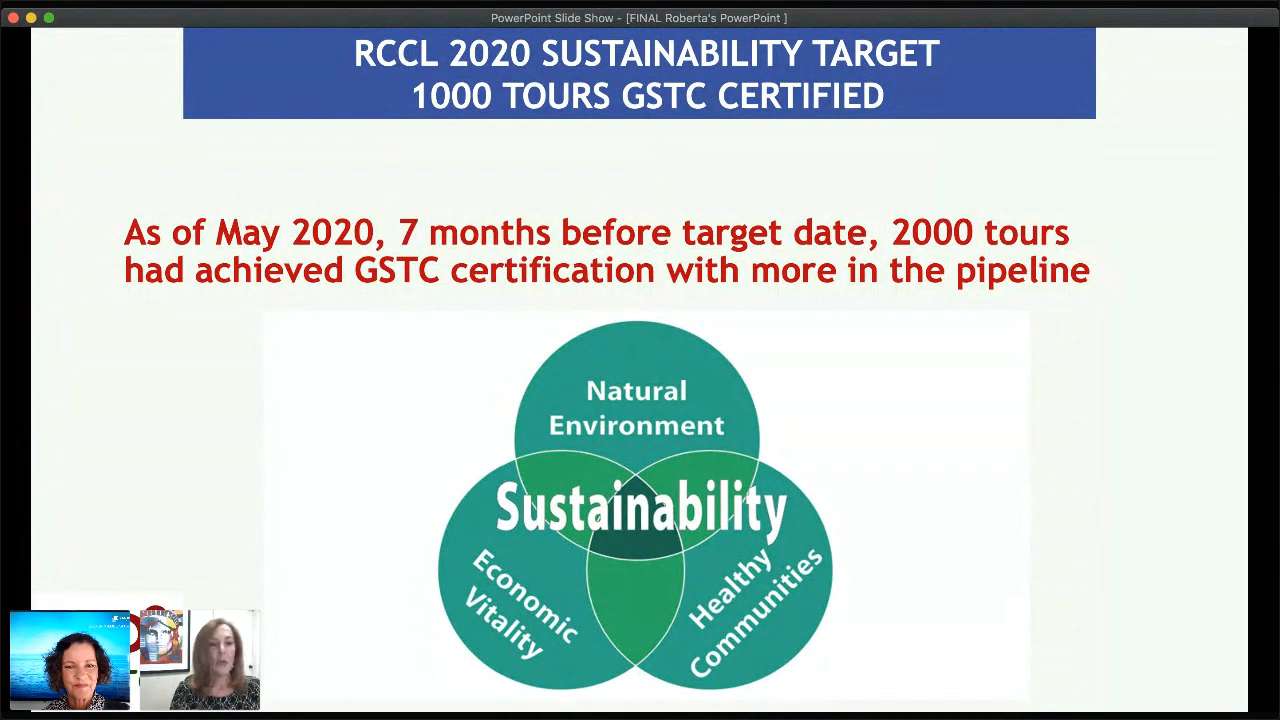 PowerPoint Slide Show - [FINAL Roberta's PowerPoint ]
RCCL 2020 SUSTAINABILITY TARGET
1000 TOURS GSTC CERTIFIED
As of May 2020, 7 months before target date, 2000 tours
had achieved GSTC certification with more in the pipeline
Natural
Environment
Sustainability
Economic
Vitality
Healthy
Communities